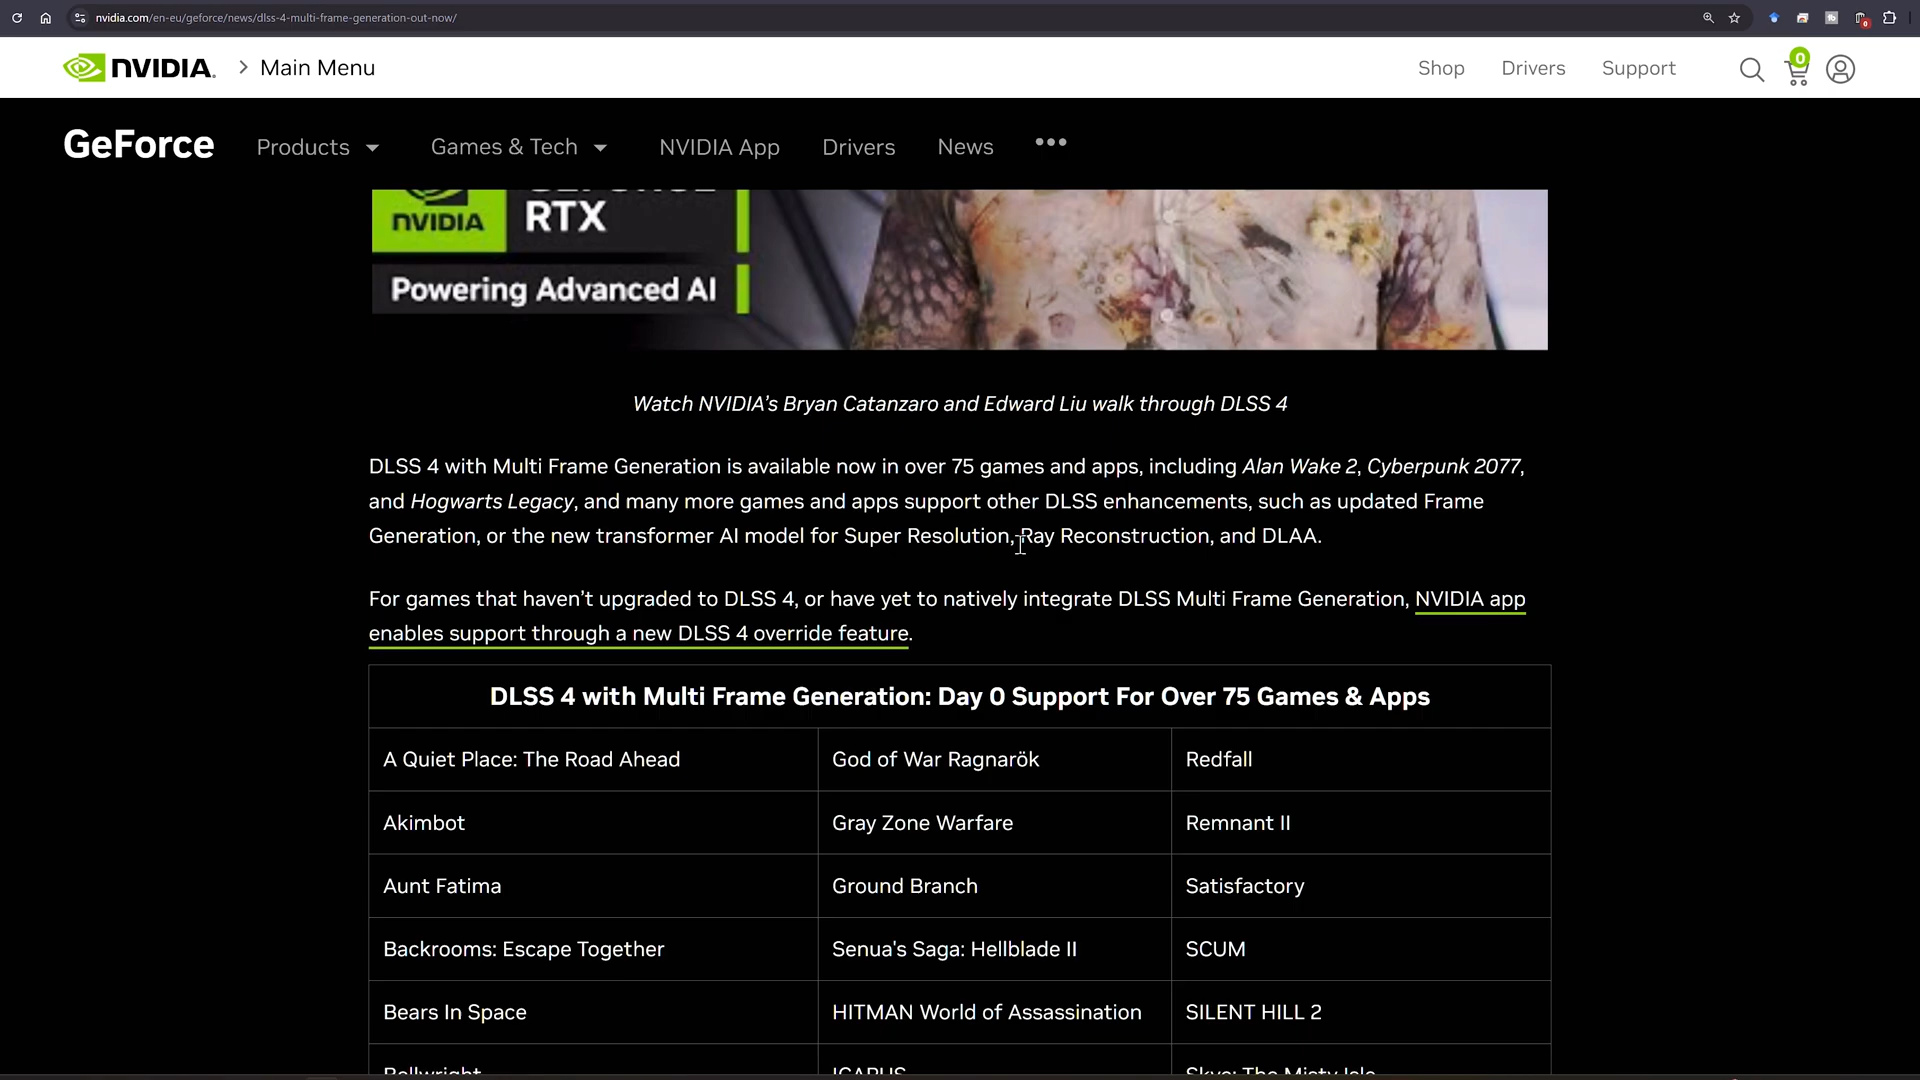 nvidia.com/en-eu/geforce/news/dlss-4-multi-frame-generation-out-now/
NVIDIA. Main Menu
Shop Drivers Support
0
GeForce Products Games & Tech NVIDIA App Drivers News
NVIDIA RTX
Powering Advanced AI
Watch NVIDIA’s Bryan Catanzaro and Edward Liu walk through DLSS 4
DLSS 4 with Multi Frame Generation is available now in over 75 games and apps, including Alan Wake 2, Cyberpunk 2077,
and Hogwarts Legacy, and many more games and apps support other DLSS enhancements, such as updated Frame
Generation, or the new transformer AI model for Super Resolution, Ray Reconstruction, and DLAA.
For games that haven’t upgraded to DLSS 4, or have yet to natively integrate DLSS Multi Frame Generation, NVIDIA app
enables support through a new DLSS 4 override feature.
DLSS 4 with Multi Frame Generation: Day 0 Support For Over 75 Games & Apps
A Quiet Place: The Road Ahead God of War Ragnarök Redfall
Akimbot Gray Zone Warfare Remnant II
Aunt Fatima Ground Branch Satisfactory
Backrooms: Escape Together Senua's Saga: Hellblade II SCUM
Bears In Space HITMAN World of Assassination SILENT HILL 2